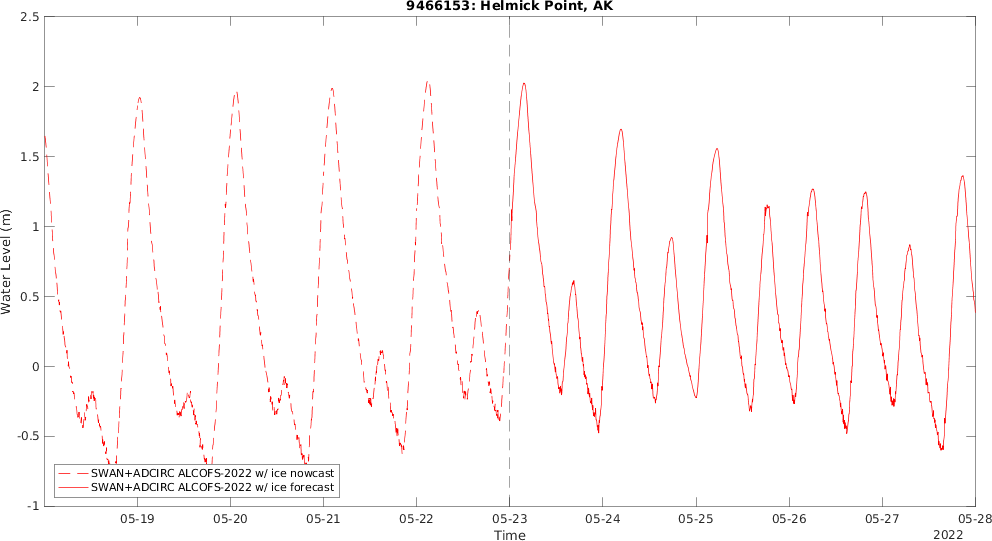 9466153: Helmick Point, AK
2.5
2
1.5
1
0.5
0
-0.5
-1
Water Level (m)
SWAN+ADCIRC ALCOFS-2022 w/ ice nowcast
SWAN+ADCIRC ALCOFS-2022 w/ ice forecast
05-19 05-20 05-21 05-22 05-23 05-24 05-25 05-26 05-27 05-28
Time
2022